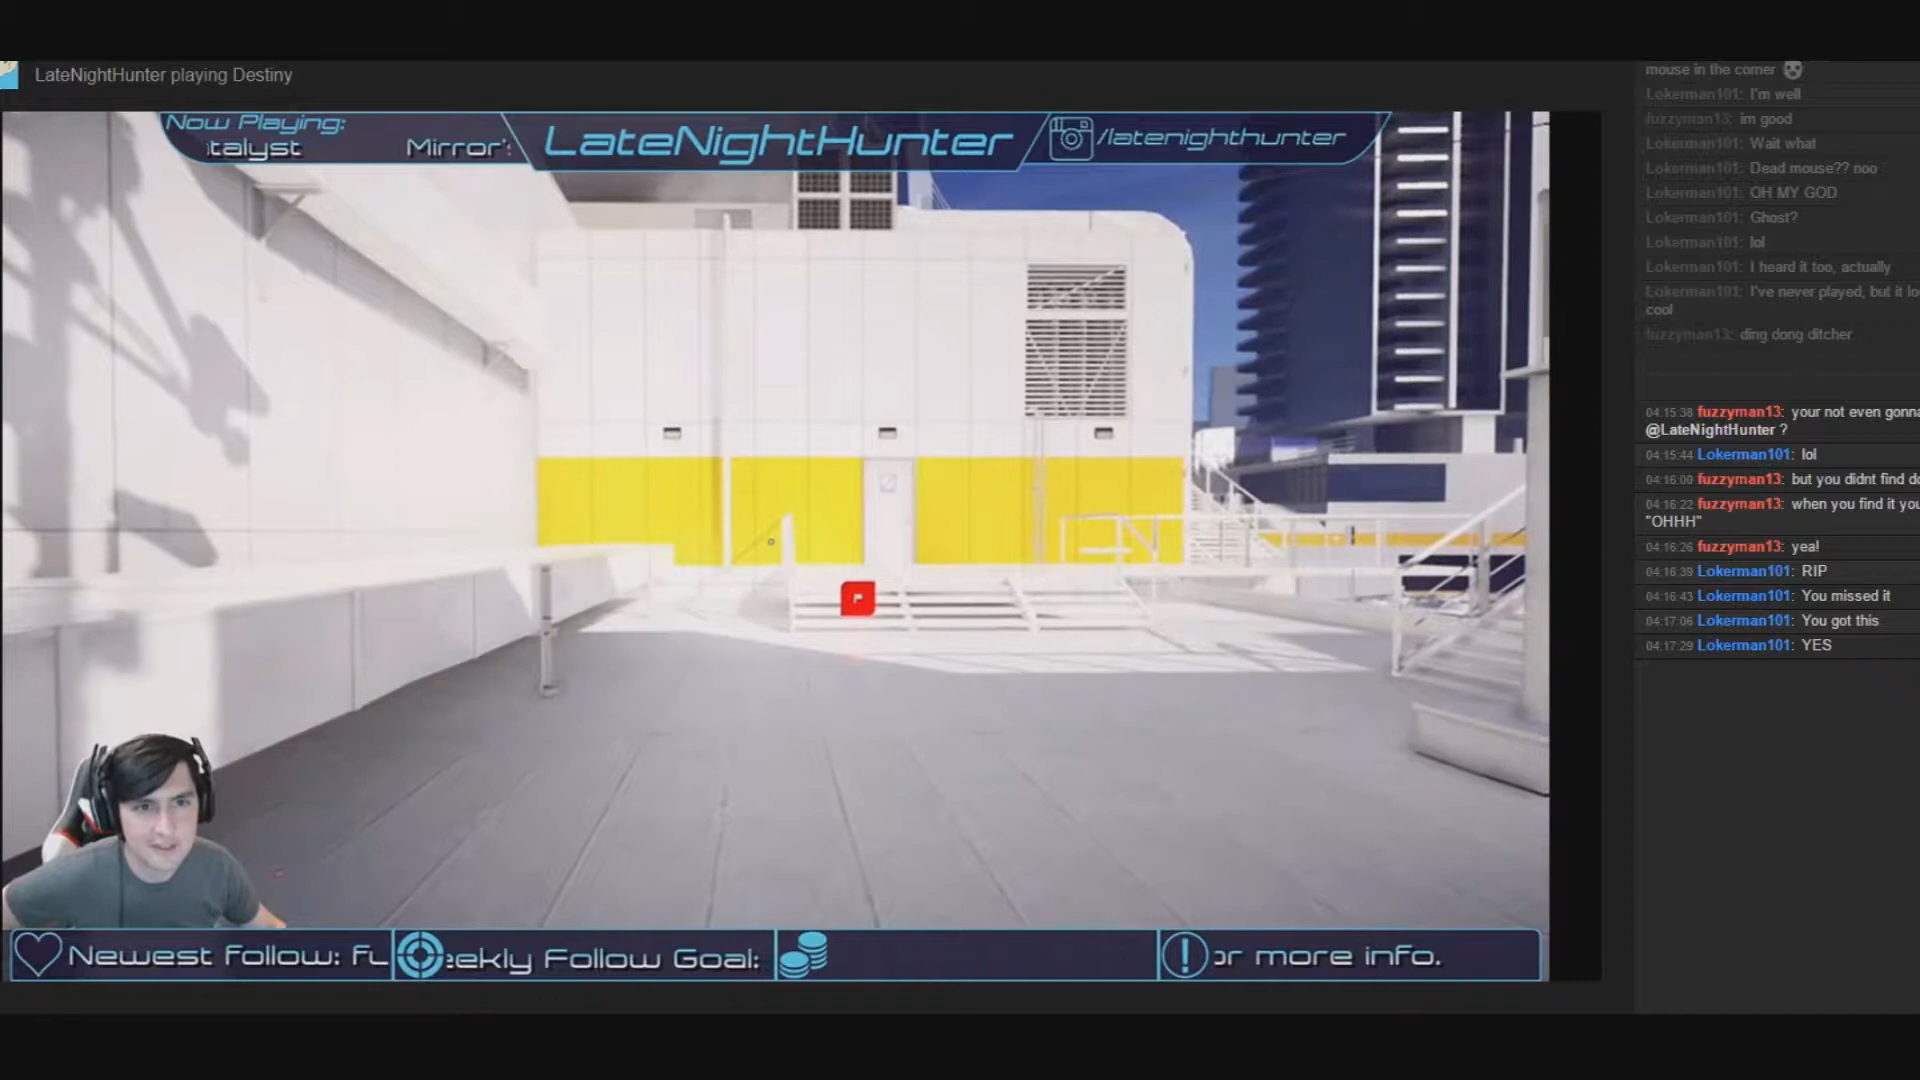 LateNightHunter playing Destiny
Now Playing:
talyst Mirror's
LateNightHunter
/latenighthunter
mouse in the corner
Lokerman101: I'm well
fuzzyman13: im good
Lokerman101: Wait what
Lokerman101: Dead mouse?? noo
Lokerman101: OH MY GOD
Lokerman101: Ghost?
Lokerman101: lol
Lokerman101: I heard it too, actually
Lokerman101: I've never played, but it lo
cool
fuzzyman13: ding dong ditcher
04:15:38 fuzzyman13: your not even gonna
@LateNightHunter ?
04:15:44 Lokerman101: lol
04:16:00 fuzzyman13: but you didnt find do
04:16:22 fuzzyman13: when you find it you
"OHHH"
04:16:26 fuzzyman13: yea!
04:16:39 Lokerman101: RIP
04:16:43 Lokerman101: You missed it
04:17:06 Lokerman101: You got this
04:17:29 Lokerman101: YES
Newest Follow: Fu
eekly Follow Goal:
or more info.